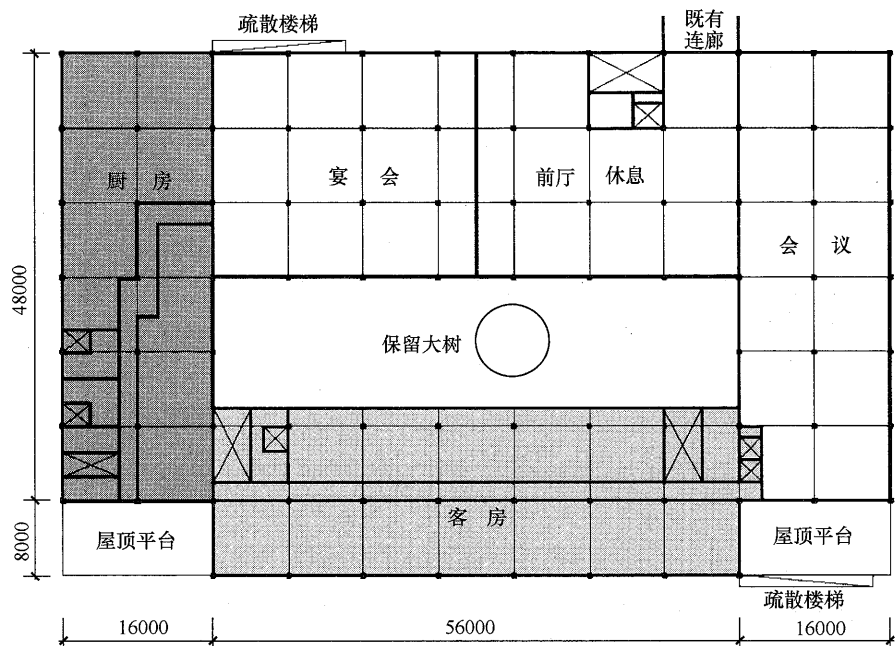 疏散楼梯
既有
连廊
厨房
宴会
前厅 休息
会议
48000
保留大树
客房
8000
屋顶平台
屋顶平台
疏散楼梯
16000
56000
16000